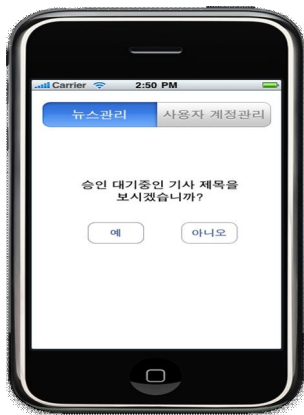 Carrier 2:50 PM
뉴스관리 사용자 계정관리
승인 대기중인 기사 제목을
보시겠습니까?
예 아니오